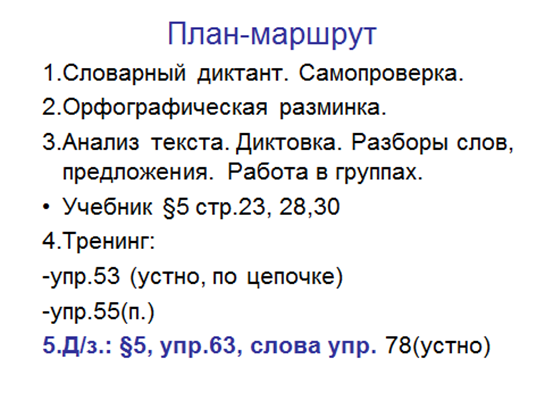 План-маршрут
1.Словарный диктант. Самопроверка.
2.Орфографическая разминка.
3.Анализ текста. Диктовка. Разборы слов,
предложения. Работа в группах.
• Учебник §5 стр.23, 28,30
4.Тренинг:
-упр.53 (устно, по цепочке)
-упр.55(п.)
5.Д/з.: §5, упр.63, слова упр. 78(устно)